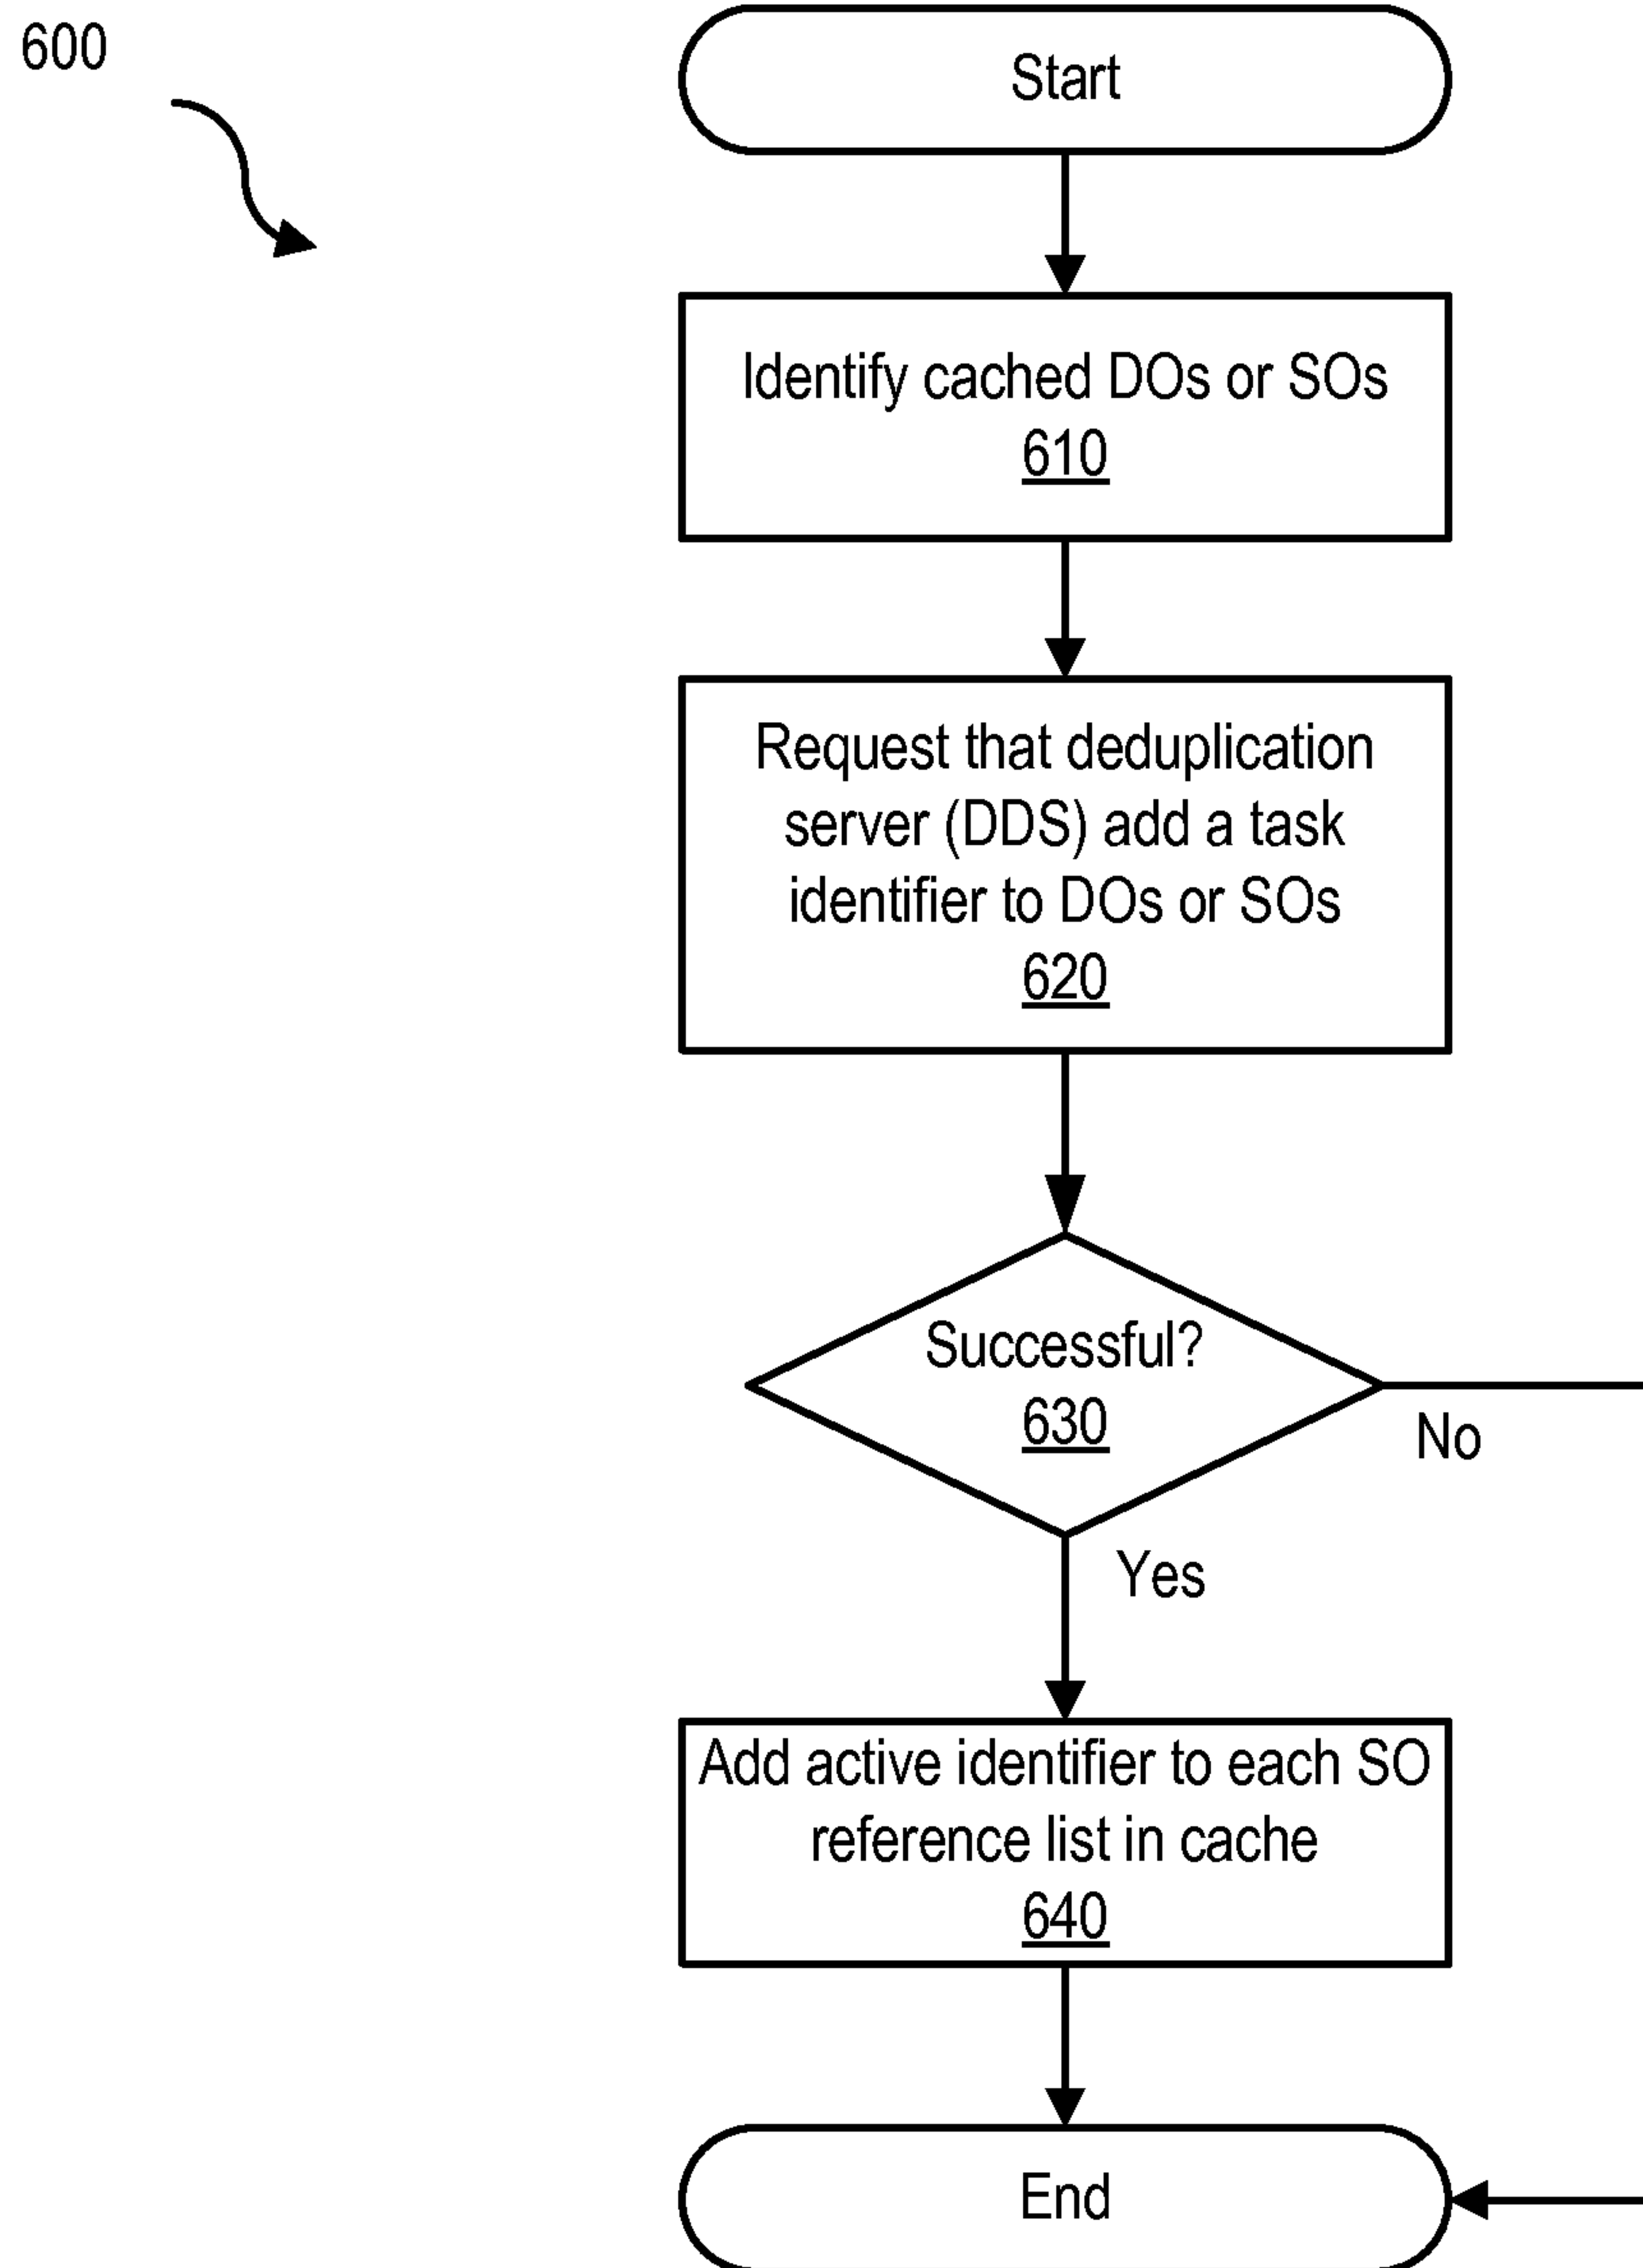 600
Start
Identify cached DOs or SOs
610
Request that deduplication
server (DDS) add a task
identifier to DOs or SOs
620
Successful?
630
No
Yes
Add active identifier to each SO
reference list in cache
640
End